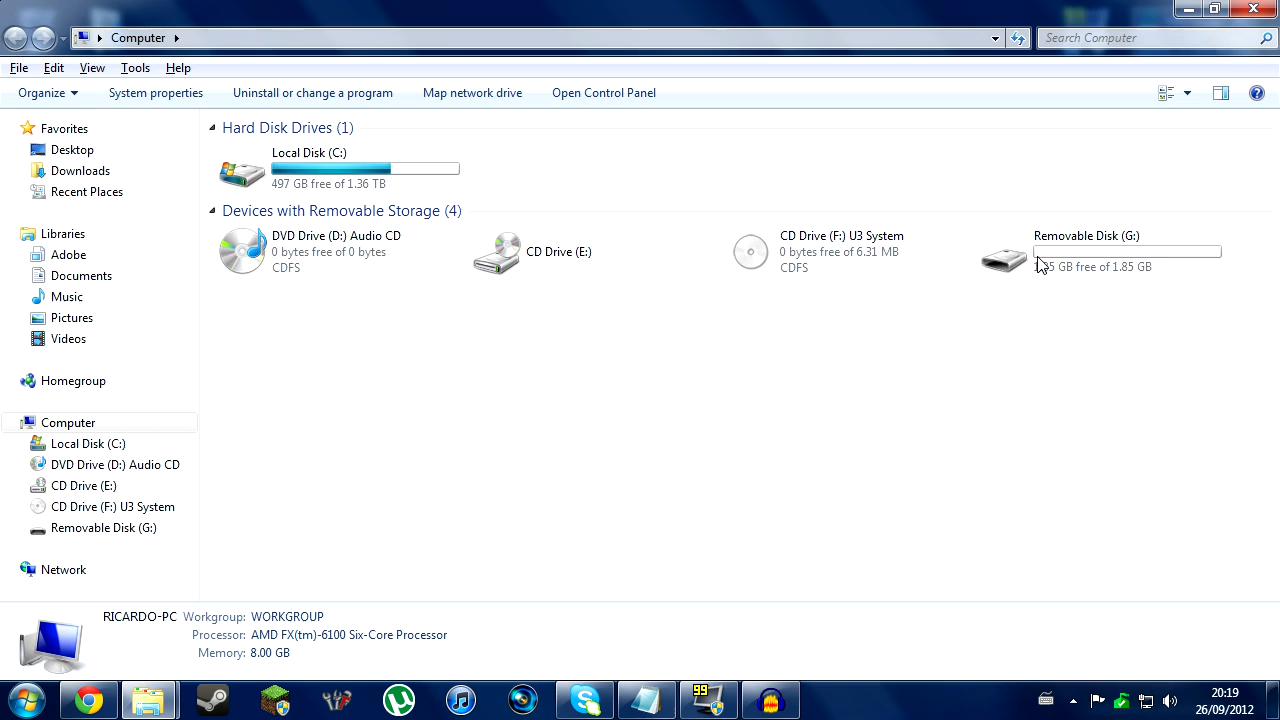 Computer
Search Computer
File Edit View Tools Help
Organize System properties Uninstall or change a program Map network drive Open Control Panel
Favorites
Desktop
Downloads
Recent Places
Libraries
Adobe
Documents
Music
Pictures
Videos
Homegroup
Computer
Local Disk (C:)
DVD Drive (D:) Audio CD
CD Drive (E:)
CD Drive (F:) U3 System
Removable Disk (G:)
Network
Hard Disk Drives (1)
Local Disk (C:)
497 GB free of 1.36 TB
Devices with Removable Storage (4)
DVD Drive (D:) Audio CD
0 bytes free of 0 bytes
CDFS
CD Drive (E:)
CD Drive (F:) U3 System
0 bytes free of 6.31 MB
CDFS
Removable Disk (G:)
GB free of 1.85 GB
RICARDO-PC Workgroup: WORKGROUP
Processor: AMD FX(tm)-6100 Six-Core Processor
Memory: 8.00 GB
99
20:19
26/09/2012